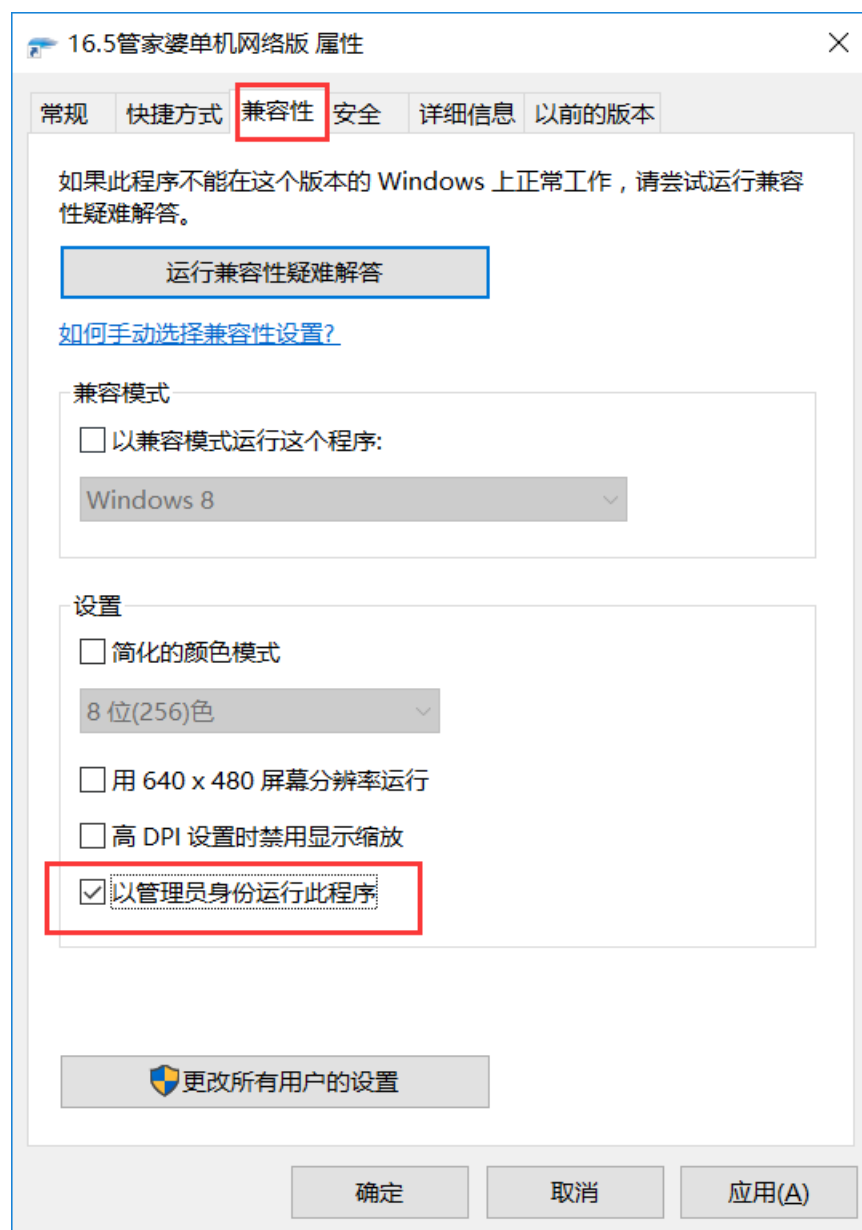 16.5管家婆单机网络版 属性
常规 快捷方式 兼容性 安全 详细信息 以前的版本
如果此程序不能在这个版本的 Windows 上正常工作，请尝试运行兼容
性疑难解答。
运行兼容性疑难解答
如何手动选择兼容性设置?
兼容模式
以兼容模式运行这个程序:
Windows 8
设置
简化的颜色模式
8 位(256)色
用 640 x 480 屏幕分辨率运行
高 DPI 设置时禁用显示缩放
以管理员身份运行此程序
更改所有用户的设置
确定 取消 应用(A)